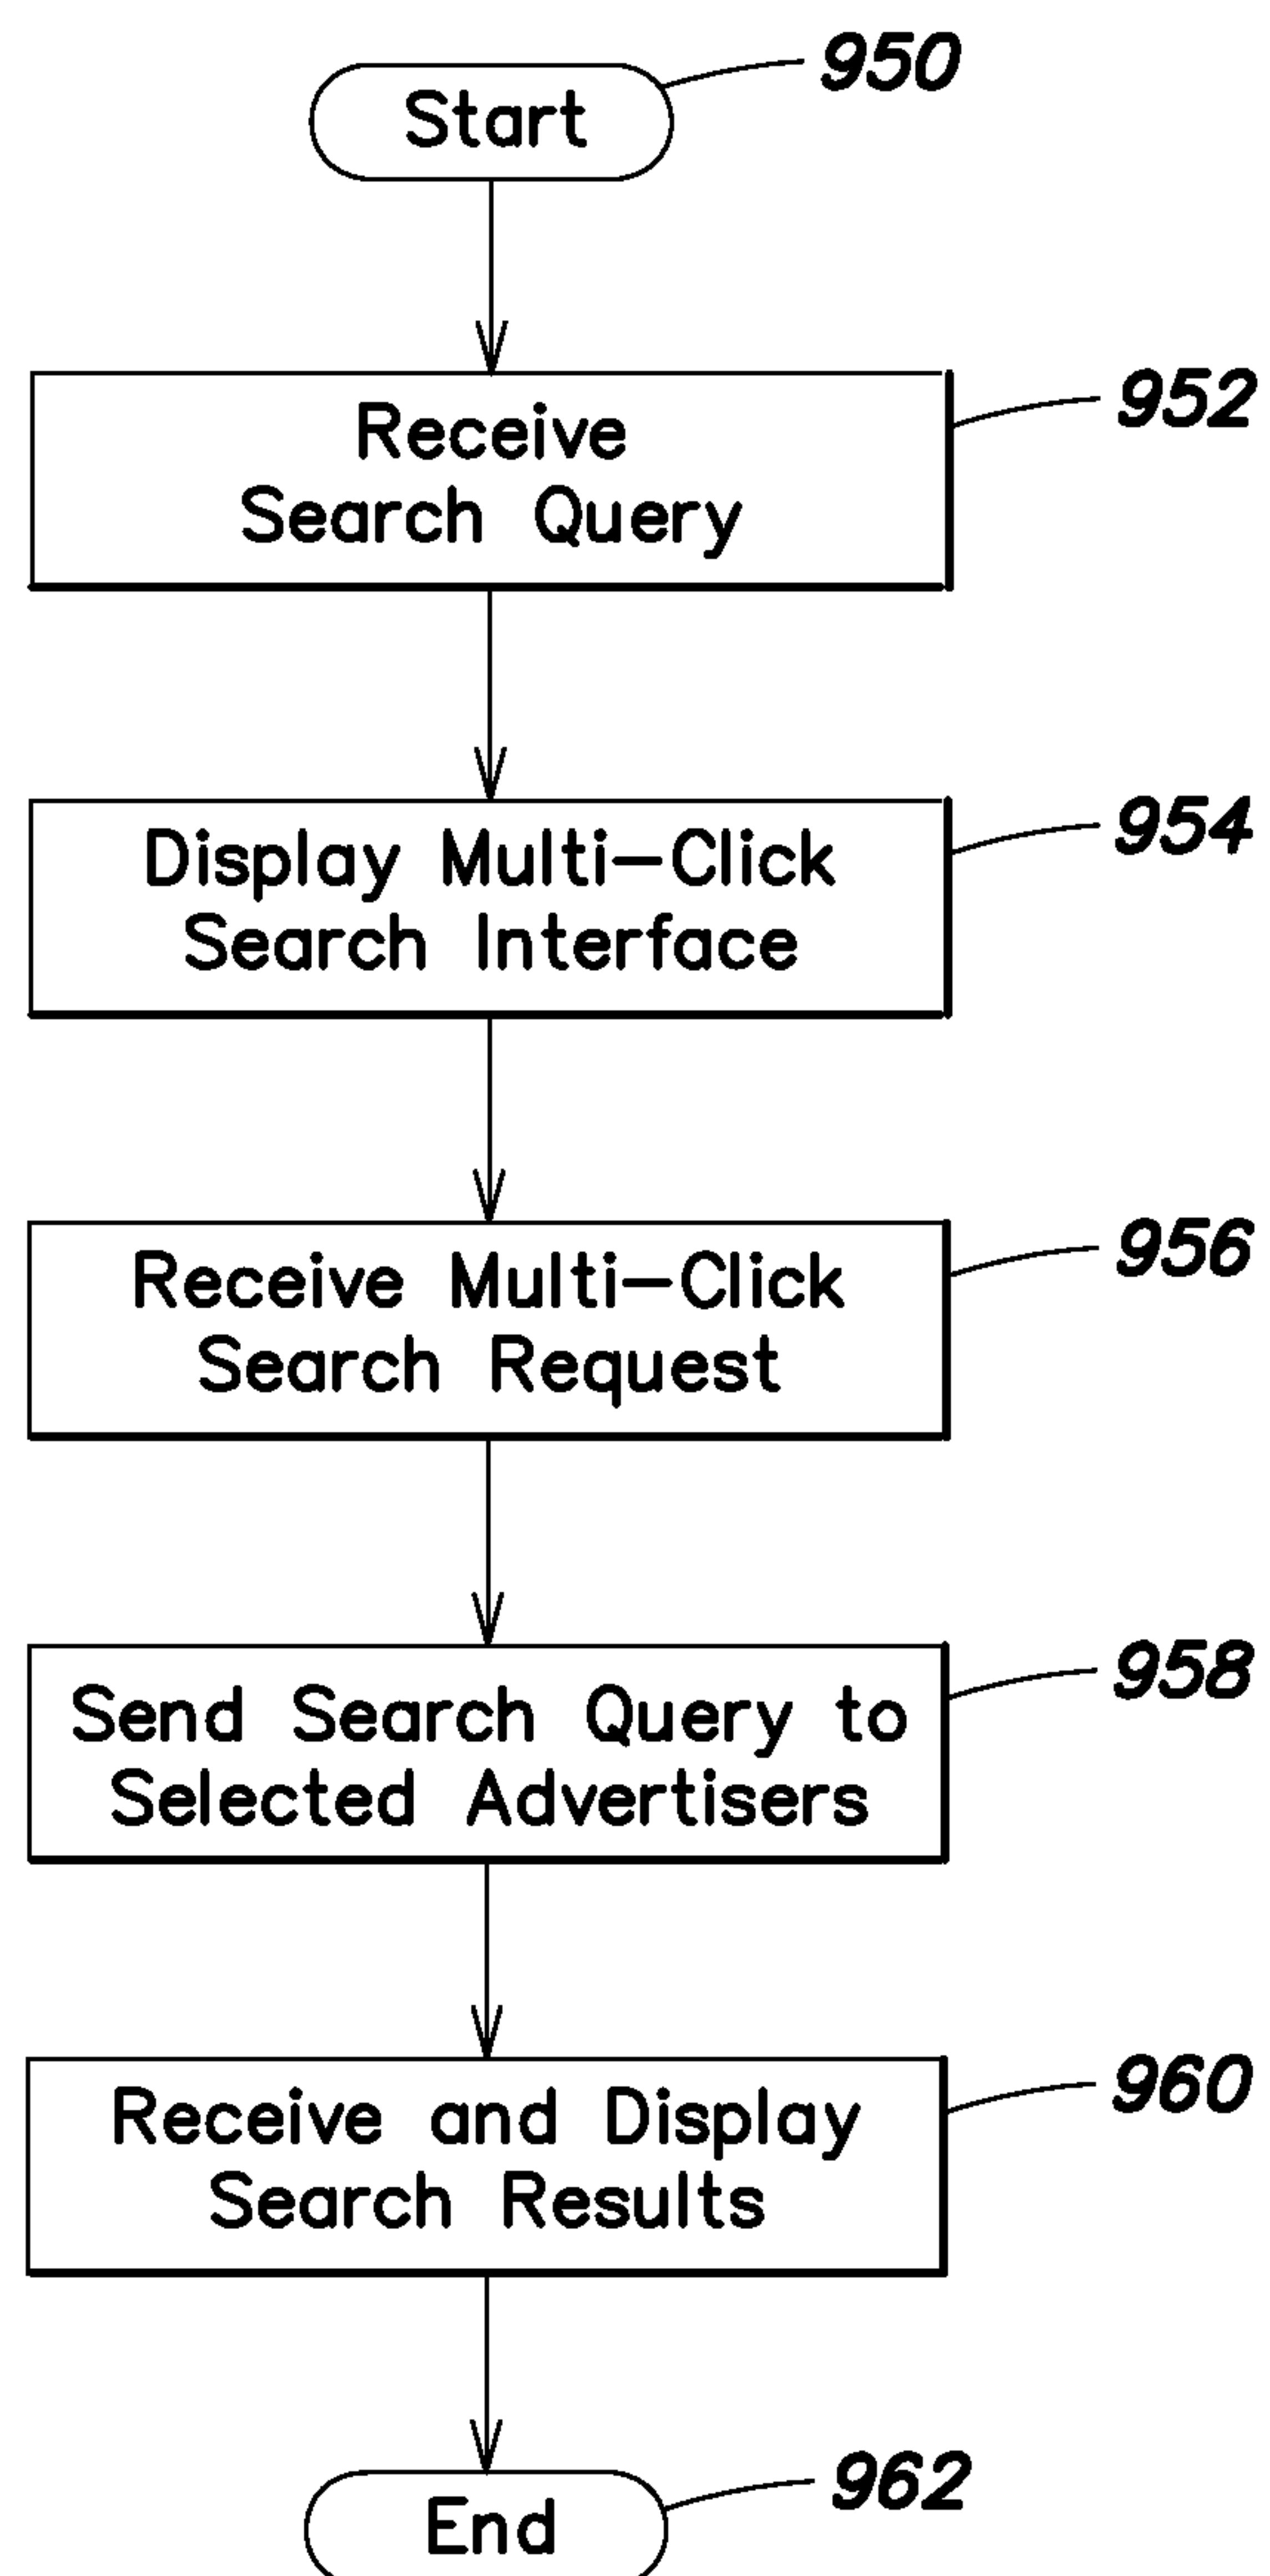 Start
950
Receive
Search Query
952
Display Multi-Click
Search Interface
954
Receive Multi-Click
Search Request
956
Send Search Query to
Selected Advertisers
958
Receive and Display
Search Results
960
End
962